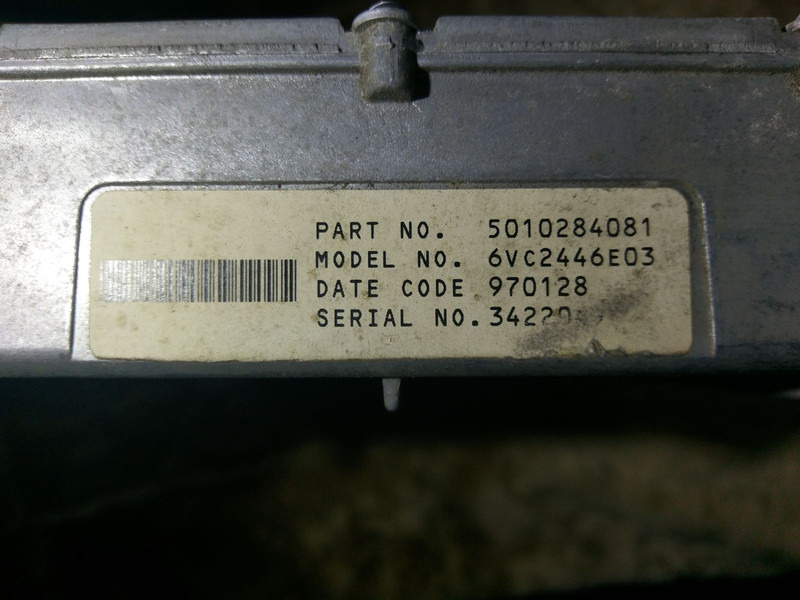 PART NO. 5010284081
MODEL NO. 6VC2446E03
DATE CODE 970128
SERIAL NO.